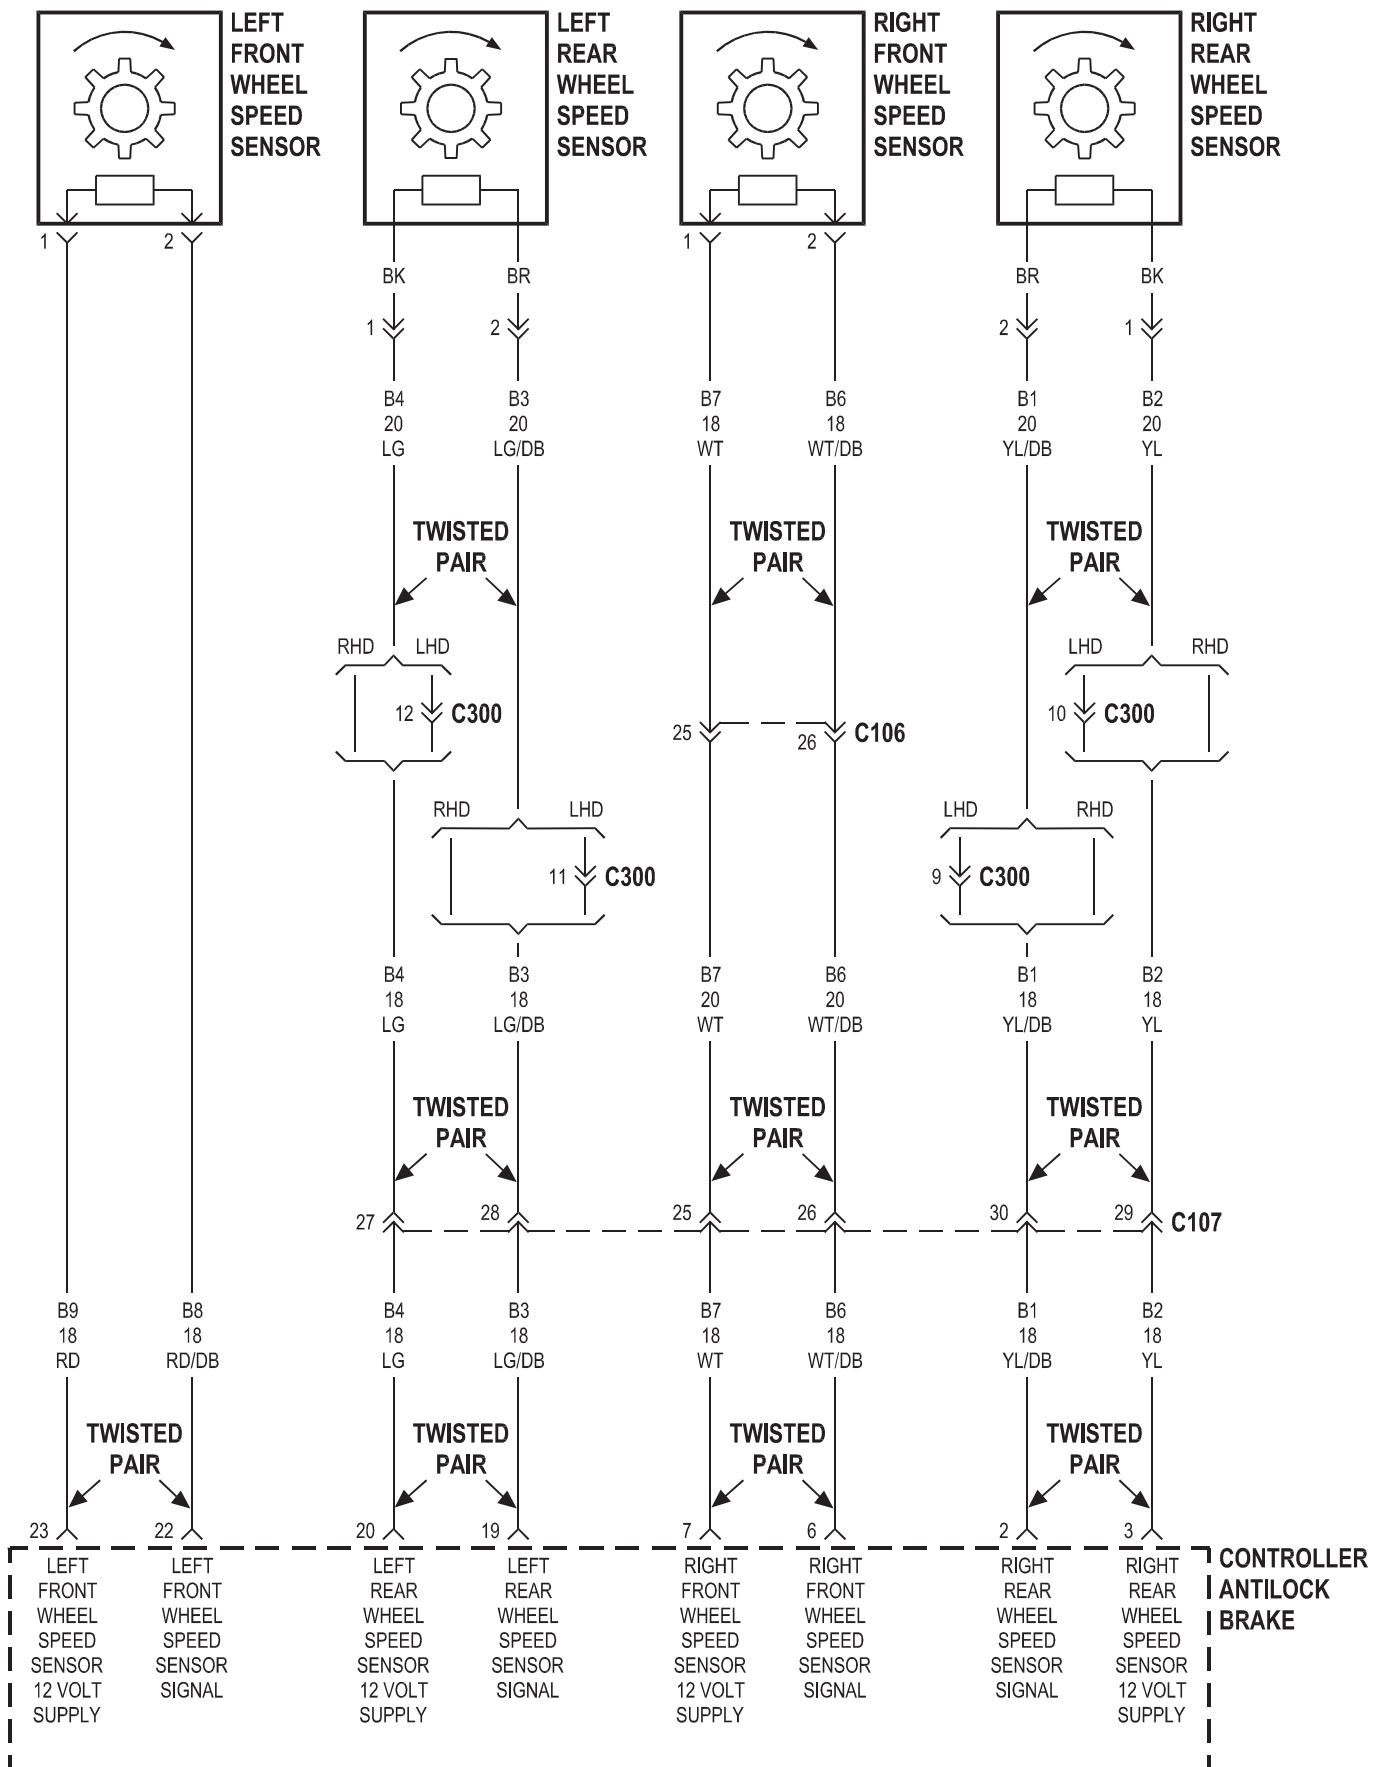 LEFT
FRONT
WHEEL
SPEED
SENSOR
LEFT
REAR
WHEEL
SPEED
SENSOR
RIGHT
FRONT
WHEEL
SPEED
SENSOR
RIGHT
REAR
WHEEL
SPEED
SENSOR
1
2
1
2
BK
BR
BR
BK
1
2
2
1
B4
20
LG
B3
20
LG/DB
B7
18
WT
B6
18
WT/DB
B1
20
YL/DB
B2
20
YL
TWISTED
PAIR
TWISTED
PAIR
TWISTED
PAIR
RHD
LHD
LHD
RHD
12
C300
10
C300
25
26
C106
RHD
LHD
LHD
RHD
11
C300
9
C300
B4
18
LG
B3
18
LG/DB
B7
20
WT
B6
20
WT/DB
B1
18
YL/DB
B2
18
YL
TWISTED
PAIR
TWISTED
PAIR
TWISTED
PAIR
27
28
25
26
30
29
C107
B9
18
RD
B8
18
RD/DB
B4
18
LG
B3
18
LG/DB
B7
18
WT
B6
18
WT/DB
B1
18
YL/DB
B2
18
YL
TWISTED
PAIR
TWISTED
PAIR
TWISTED
PAIR
TWISTED
PAIR
23
22
20
19
7
6
2
3
LEFT
FRONT
WHEEL
SPEED
SENSOR
12 VOLT
SUPPLY
LEFT
FRONT
WHEEL
SPEED
SENSOR
SIGNAL
LEFT
REAR
WHEEL
SPEED
SENSOR
12 VOLT
SUPPLY
LEFT
REAR
WHEEL
SPEED
SENSOR
SIGNAL
RIGHT
FRONT
WHEEL
SPEED
SENSOR
12 VOLT
SUPPLY
RIGHT
FRONT
WHEEL
SPEED
SENSOR
SIGNAL
RIGHT
REAR
WHEEL
SPEED
SENSOR
SIGNAL
RIGHT
REAR
WHEEL
SPEED
SENSOR
12 VOLT
SUPPLY
CONTROLLER
ANTILOCK
BRAKE